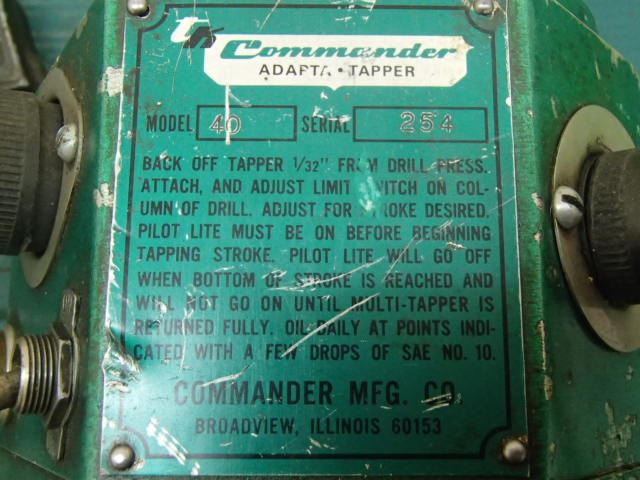 Commander
ADAPTA • TAPPER
MODEL 40 SERIAL 254
BACK OFF TAPPER 1/32" FROM DRILL PRESS.
ATTACH, AND ADJUST LIMIT SWITCH ON COL-
UMN OF DRILL. ADJUST FOR STROKE DESIRED.
PILOT LITE MUST BE ON BEFORE BEGINNING
TAPPING STROKE. PILOT LITE WILL GO OFF
WHEN BOTTOM OF STROKE IS REACHED AND
WILL NOT GO ON UNTIL MULTI-TAPPER IS
RETURNED FULLY. OIL DAILY AT POINTS INDI-
CATED WITH A FEW DROPS OF SAE NO. 10.
COMMANDER MFG. CO.
BROADVIEW, ILLINOIS 60153